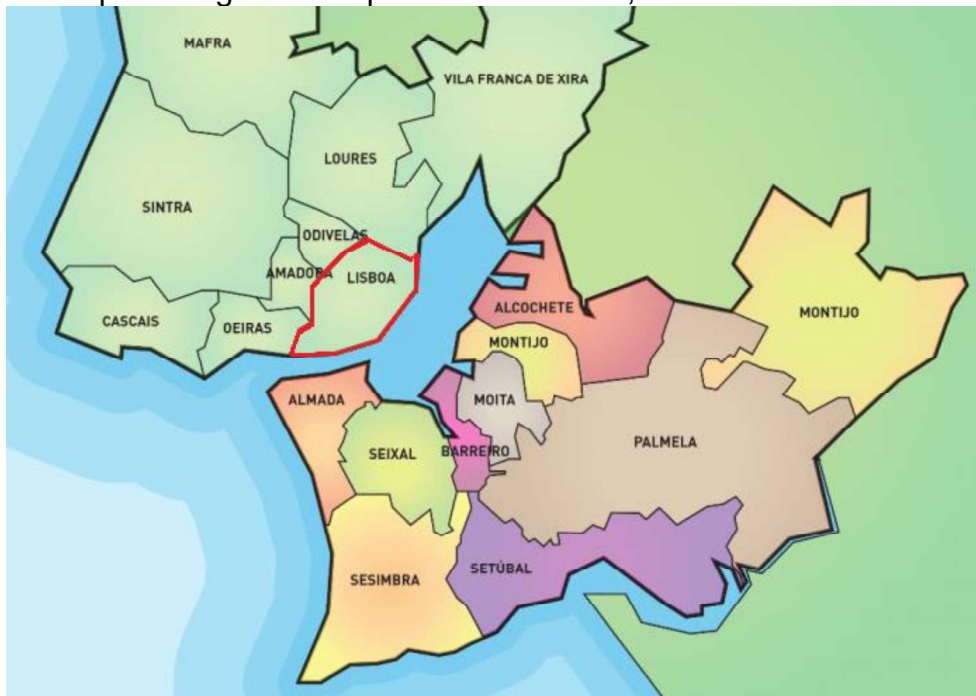 MAFRA
VILA FRANCA DE XIRA
LOURES
SINTRA
ODIVELAS
AMADORA
LISBOA
CASCAIS
OEIRAS
ALCOCHETE
MONTIJO
MONTIJO
ALMADA
MOITA
SEIXAL
BARREIRO
PALMELA
SESIMBRA
SETÚBAL